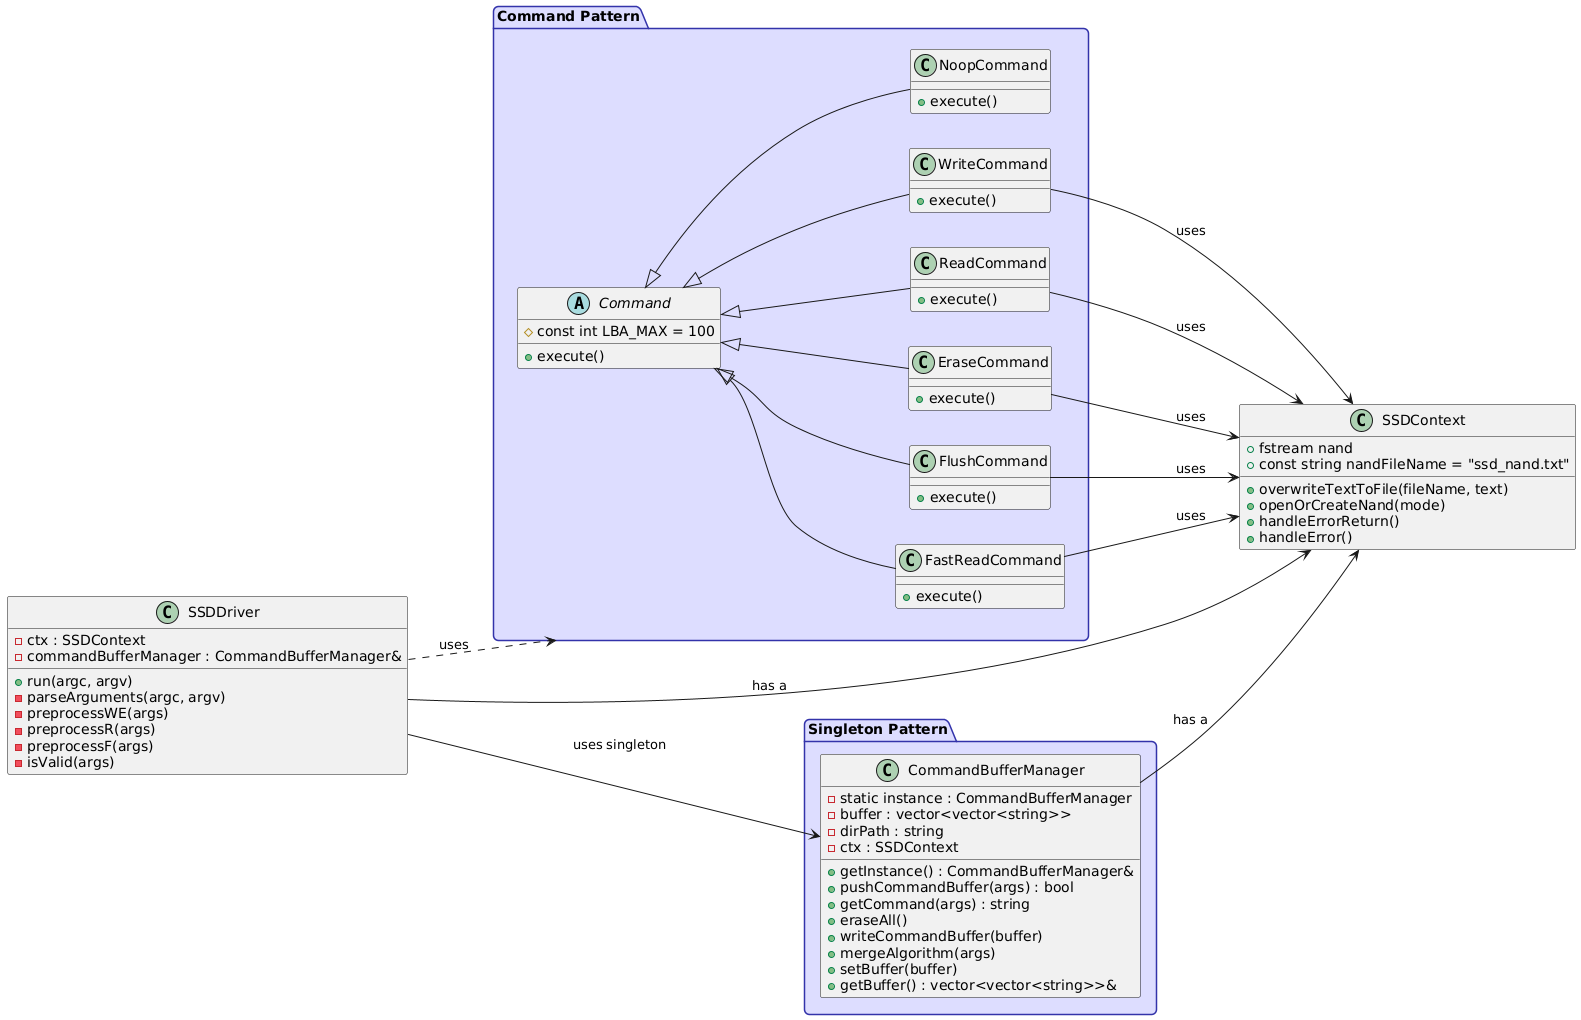 Command Pattern
C NoopCommand
execute()
C WriteCommand
execute()
C ReadCommand
execute()
A Command
const int LBA_MAX = 100
execute()
C EraseCommand
execute()
C FlushCommand
execute()
C FastReadCommand
execute()
uses
uses
uses
uses
uses
C SSDContext
fstream nand
const string nandFileName = "ssd_nand.txt"
overwriteTextToFile(fileName, text)
openOrCreateNand(mode)
handleErrorReturn()
handleError()
C SSDDriver
ctx : SSDContext
commandBufferManager : CommandBufferManager&
run(argc, argv)
parseArguments(argc, argv)
preprocessWE(args)
preprocessR(args)
preprocessF(args)
isValid(args)
uses
has a
uses singleton
has a
Singleton Pattern
C CommandBufferManager
static instance : CommandBufferManager
buffer : vector<vector<string>>
dirPath : string
ctx : SSDContext
getInstance() : CommandBufferManager&
pushCommandBuffer(args) : bool
getCommand(args) : string
eraseAll()
writeCommandBuffer(buffer)
mergeAlgorithm(args)
setBuffer(buffer)
getBuffer() : vector<vector<string>>&